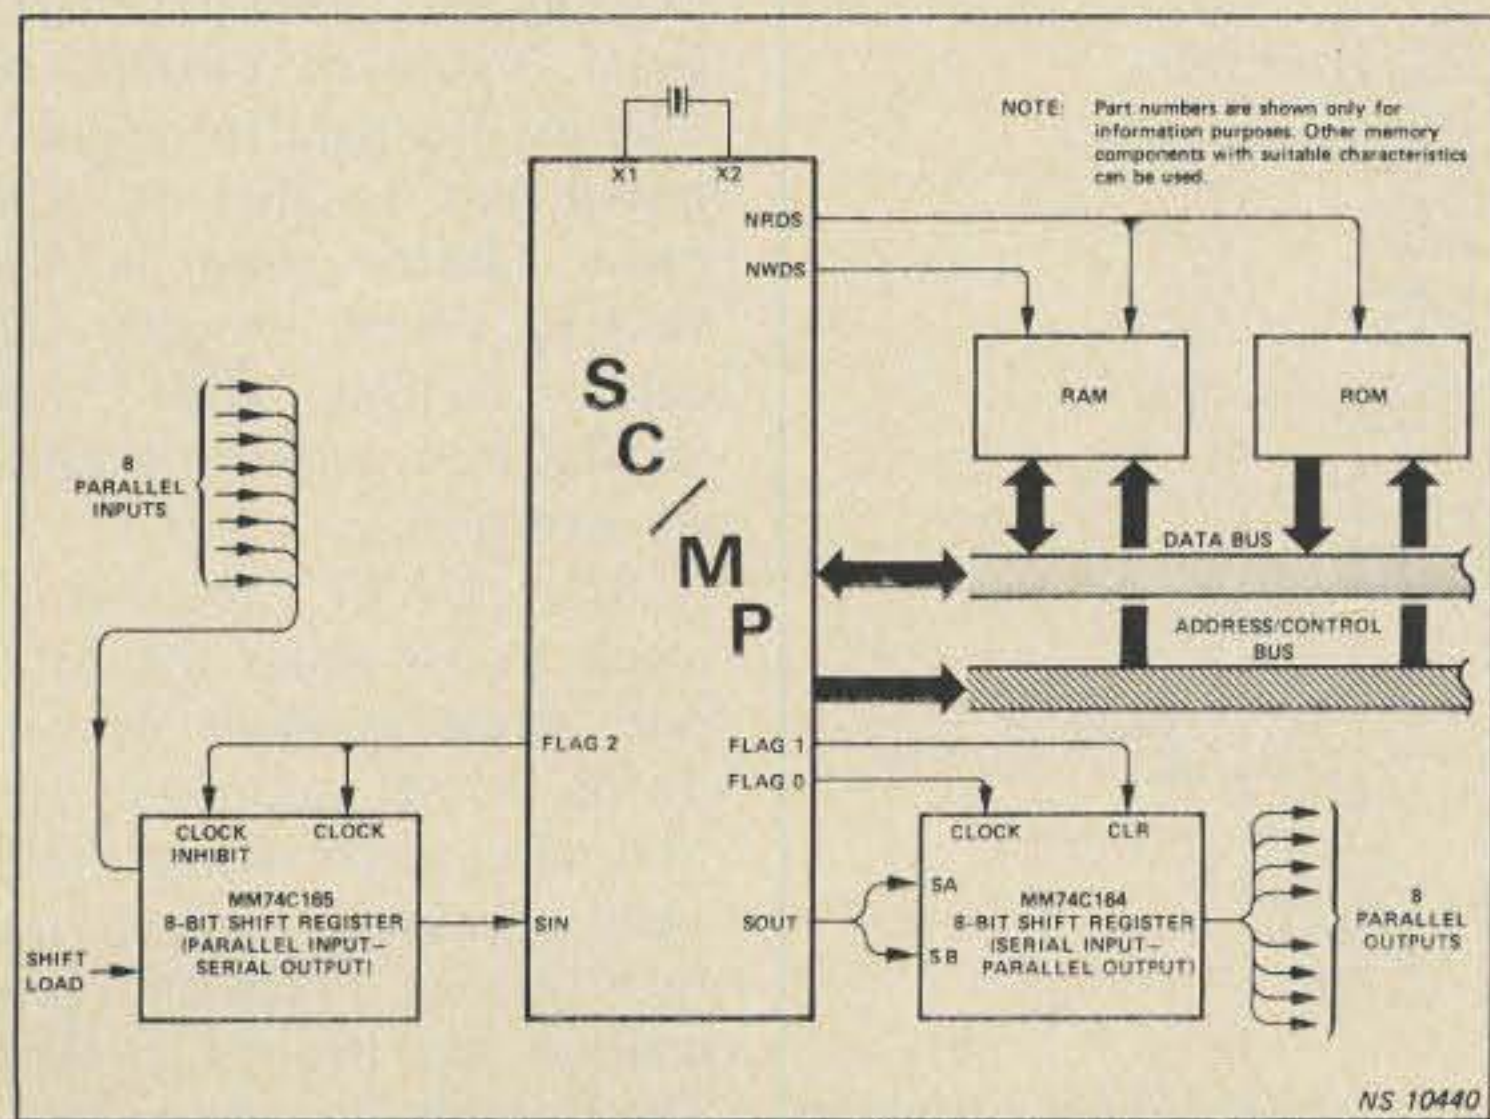 NOTE: Part numbers are shown only for
information purposes. Other memory
components with suitable characteristics
can be used.
X1 X2
NRDS
NWDS
RAM
ROM
S
C
/
M
P
8
PARALLEL
INPUTS
DATA BUS
ADDRESS/CONTROL
BUS
FLAG 2
FLAG 1
FLAG 0
CLOCK
INHIBIT
CLOCK
MM74C165
8-BIT SHIFT REGISTER
(PARALLEL INPUT–
SERIAL OUTPUT)
SHIFT
LOAD
SIN
SOUT
CLOCK
CLR
SA
SB
MM74C164
8-BIT SHIFT REGISTER
(SERIAL INPUT–
PARALLEL OUTPUT)
8
PARALLEL
OUTPUTS
NS 10440